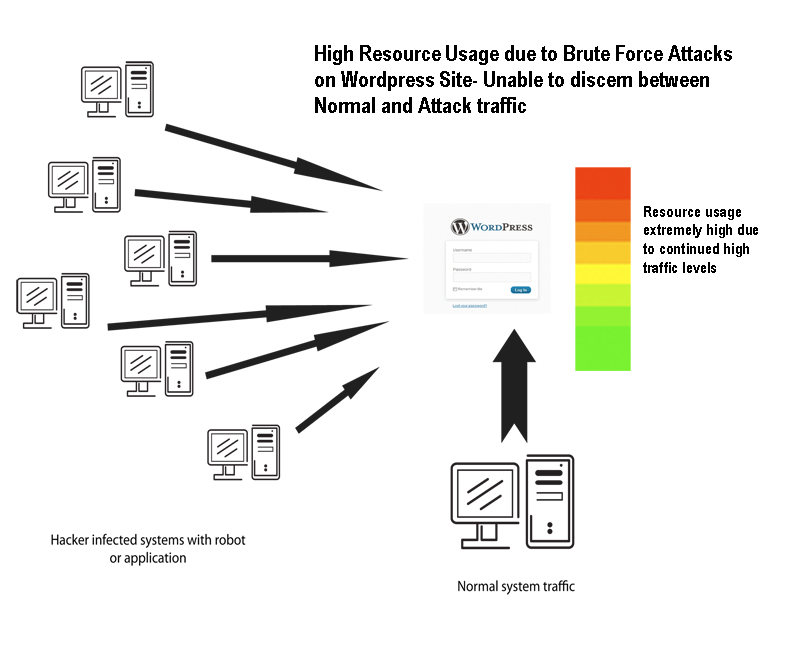 High Resource Usage due to Brute Force Attacks
on Wordpress Site- Unable to discern between
Normal and Attack traffic
WORDPRESS
Username
Password
Remember Me
Log In
Lost your password?
Resource usage
extremely high due
to continued high
traffic levels
Hacker infected systems with robot
or application
Normal system traffic